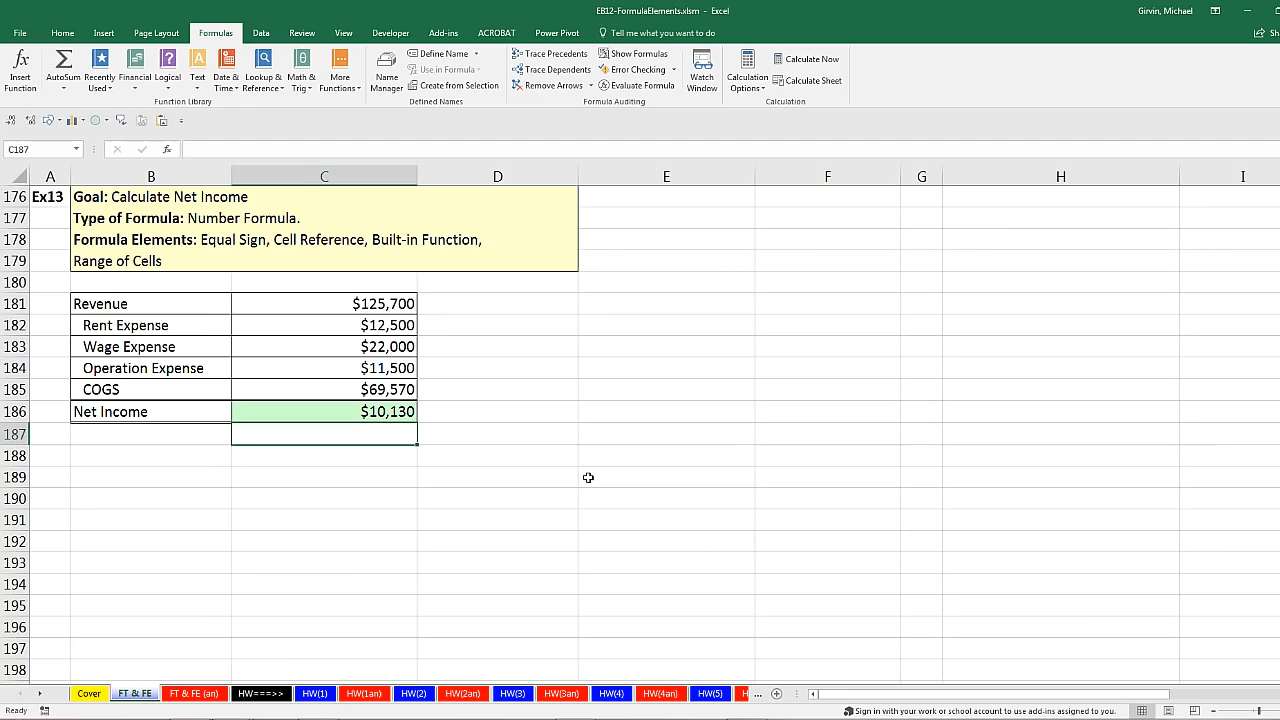 EB12-FormulaElements.xlsm - Excel
Girvin, Michael
File Home Insert Page Layout Formulas Data Review View Developer Add-ins ACROBAT Power Pivot Tell me what you want to do
Insert Function
AutoSum
Recently Used
Financial
Logical
Text
Date & Time
Lookup & Reference
Math & Trig
More Functions
Function Library
Name Manager
Define Name
Use in Formula
Create from Selection
Defined Names
Trace Precedents
Trace Dependents
Remove Arrows
Show Formulas
Error Checking
Evaluate Formula
Formula Auditing
Watch Window
Calculation Options
Calculate Now
Calculate Sheet
Calculation
C187 fx
A B C D E F G H I
176 Ex13 Goal: Calculate Net Income
177 Type of Formula: Number Formula.
178 Formula Elements: Equal Sign, Cell Reference, Built-in Function,
179 Range of Cells
180
181 Revenue $125,700
182 Rent Expense $12,500
183 Wage Expense $22,000
184 Operation Expense $11,500
185 COGS $69,570
186 Net Income $10,130
187
188
189
190
191
192
193
194
195
196
197
198
Cover FT & FE FT & FE (an) HW===>> HW(1) HW(1an) HW(2) HW(2an) HW(3) HW(3an) HW(4) HW(4an) HW(5) H ...
Ready
Sign in with your work or school account to use add-ins assigned to you.